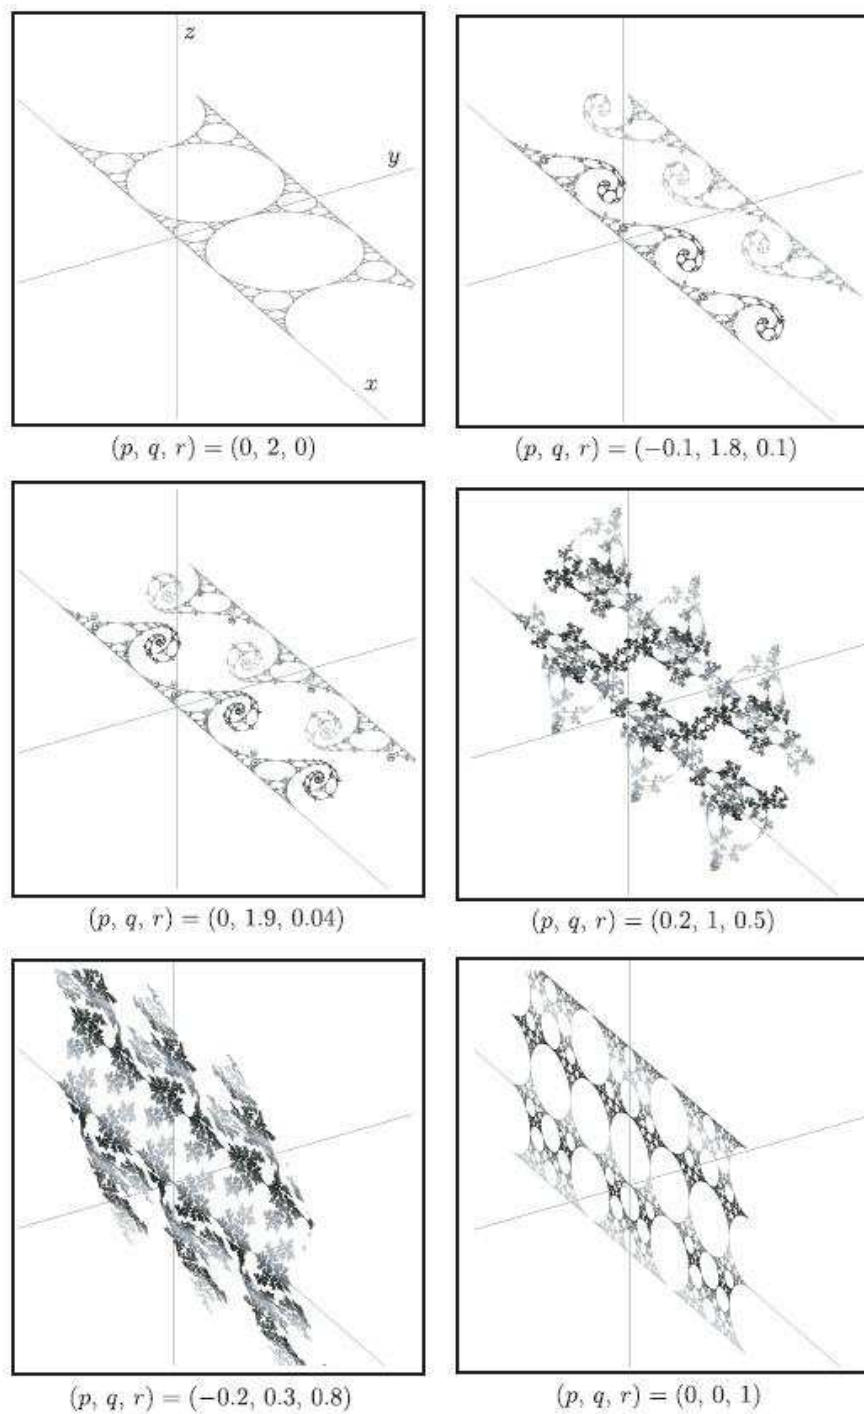 z
y
x
(p, q, r) = (0, 2, 0)
(p, q, r) = (−0.1, 1.8, 0.1)
(p, q, r) = (0, 1.9, 0.04)
(p, q, r) = (0.2, 1, 0.5)
(p, q, r) = (−0.2, 0.3, 0.8)
(p, q, r) = (0, 0, 1)